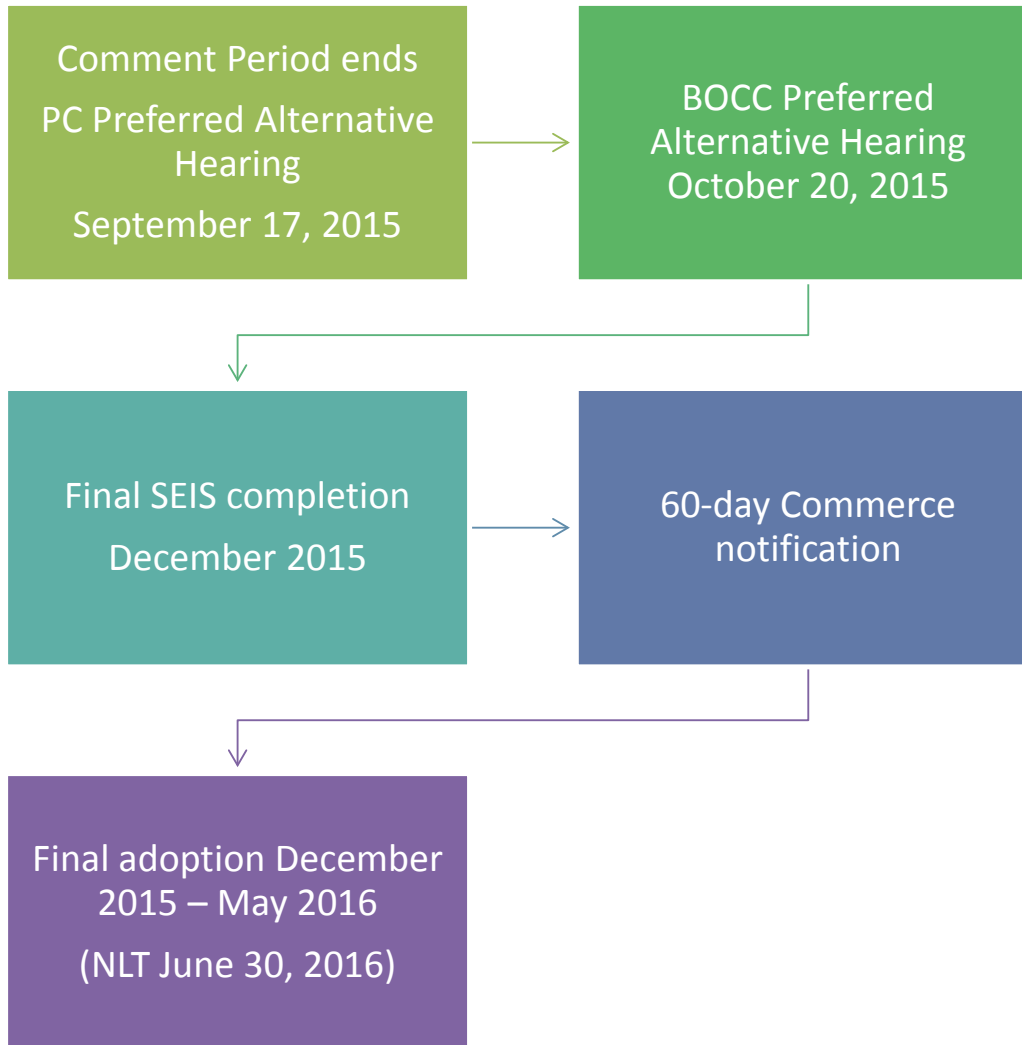 Comment Period ends
PC Preferred Alternative
Hearing
September 17, 2015
BOCC Preferred
Alternative Hearing
October 20, 2015
Final SEIS completion
December 2015
60-day Commerce
notification
Final adoption December
2015 – May 2016
(NLT June 30, 2016)